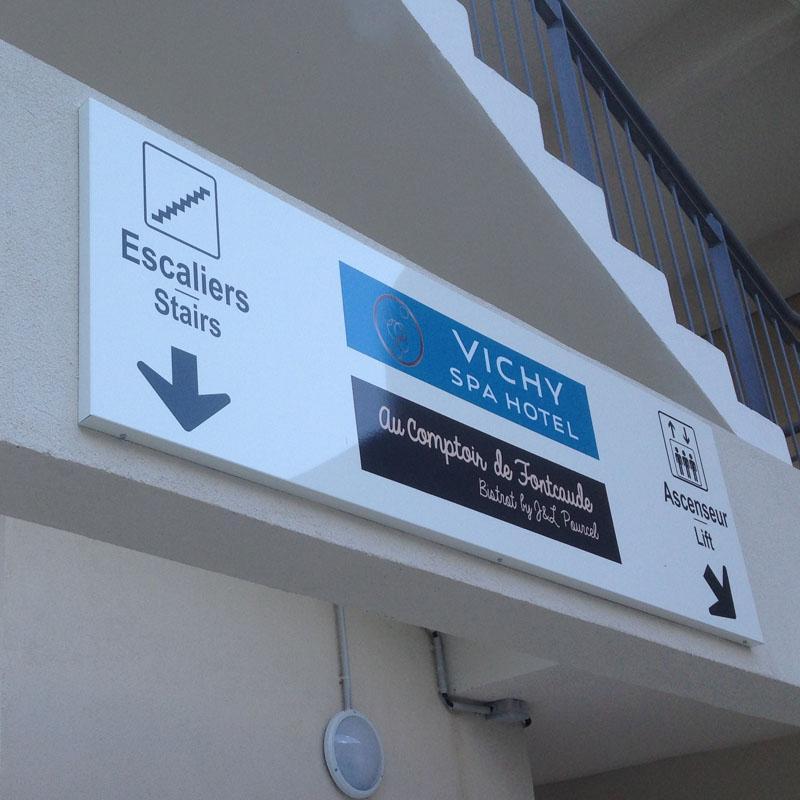 Escaliers
Stairs
VICHY
SPA HOTEL
au Comptoir de Fontcaude
Bistrot by J&L Pourcel
Ascenseur
Lift